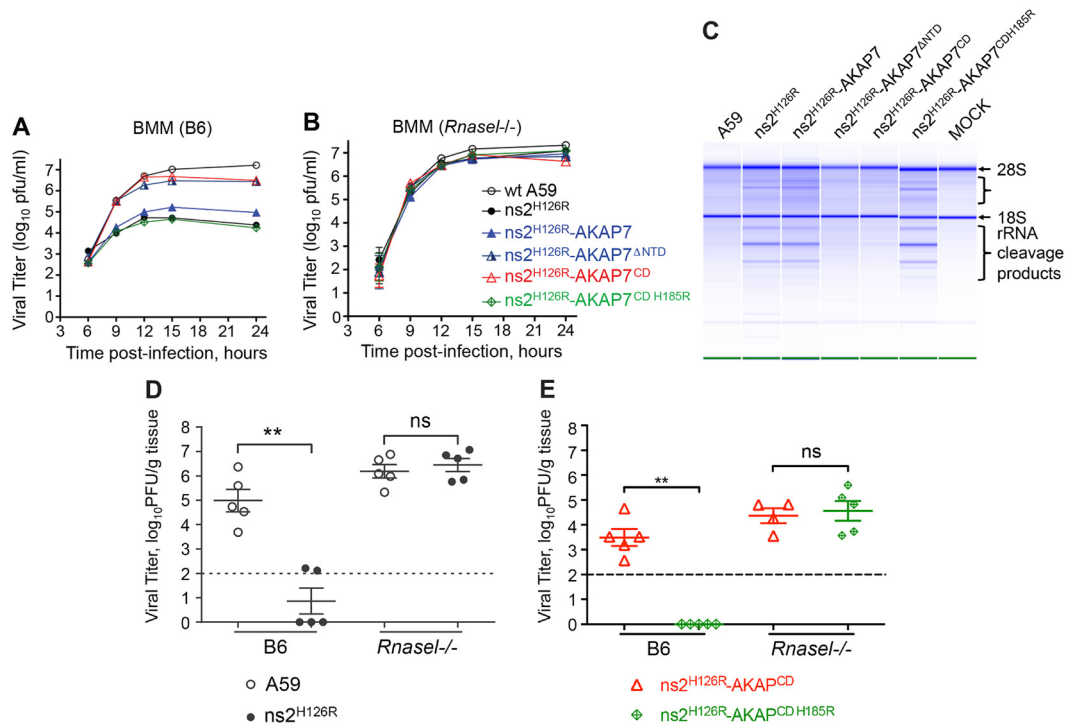 A
BMM (B6)
Viral Titer (log10 pfu/ml)
7
6
5
4
3
2
1
0
3 6 9 12 15 18 21 24
Time post-infection, hours
B
BMM (Rnasel-/-)
Viral Titer (log10 pfu/ml)
7
6
5
4
3
2
1
0
3 6 9 12 15 18 21 24
Time post-infection, hours
wt A59
ns2H126R
ns2H126R-AKAP7
ns2H126R-AKAP7ΔNTD
ns2H126R-AKAP7CD
ns2H126R-AKAP7CD H185R
C
A59
ns2H126R
ns2H126R-AKAP7
ns2H126R-AKAP7ΔNTD
ns2H126R-AKAP7CD
ns2H126R-AKAP7CDH185R
MOCK
28S
18S
rRNA
cleavage
products
D
Viral Titer, log10PFU/g tissue
8
7
6
5
4
3
2
1
0
**
ns
B6
Rnasel-/-
A59
ns2H126R
E
Viral Titer, log10PFU/g tissue
8
7
6
5
4
3
2
1
0
**
ns
B6
Rnasel-/-
ns2H126R-AKAPCD
ns2H126R-AKAPCD H185R